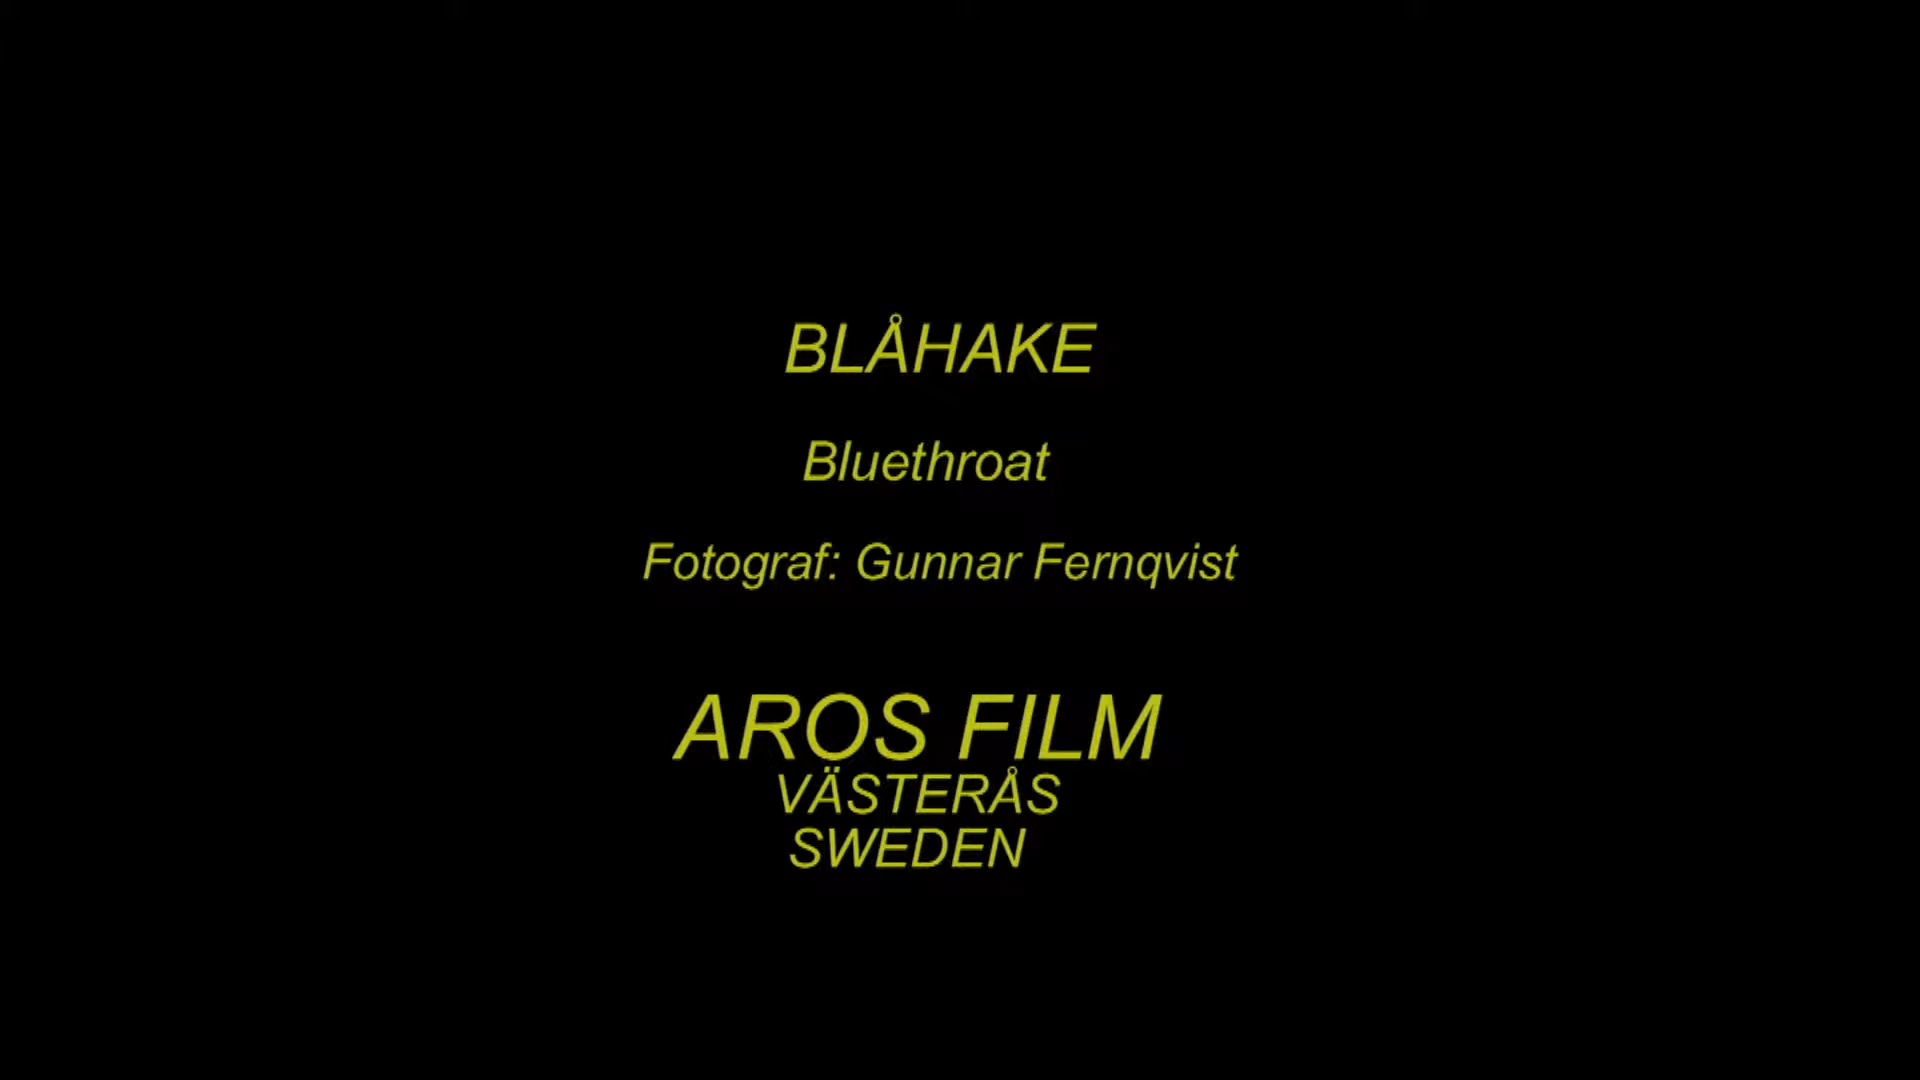 BLÅHAKE
Bluethroat
Fotograf: Gunnar Fernqvist
AROS FILM
VÄSTERÅS
SWEDEN